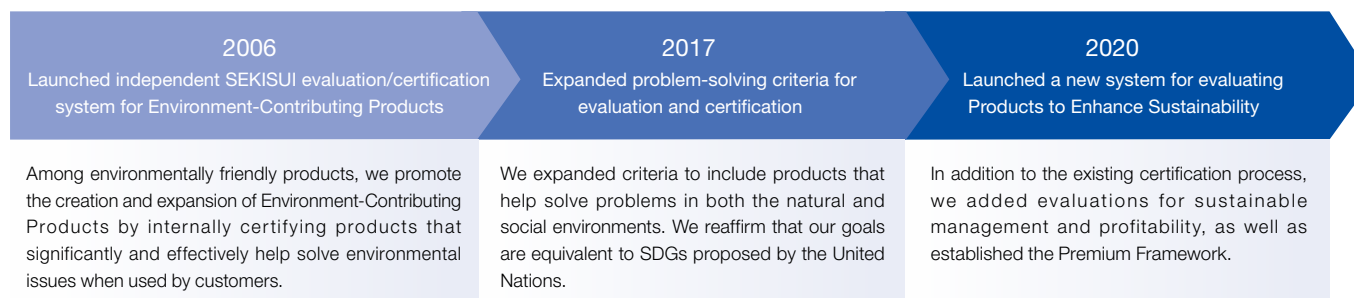 2006
Launched independent SEKISUI evaluation/certification
system for Environment-Contributing Products
Among environmentally friendly products, we promote
the creation and expansion of Environment-Contributing
Products by internally certifying products that
significantly and effectively help solve environmental
issues when used by customers.
2017
Expanded problem-solving criteria for
evaluation and certification
We expanded criteria to include products that
help solve problems in both the natural and
social environments. We reaffirm that our goals
are equivalent to SDGs proposed by the United
Nations.
2020
Launched a new system for evaluating
Products to Enhance Sustainability
In addition to the existing certification process,
we added evaluations for sustainable
management and profitability, as well as
established the Premium Framework.